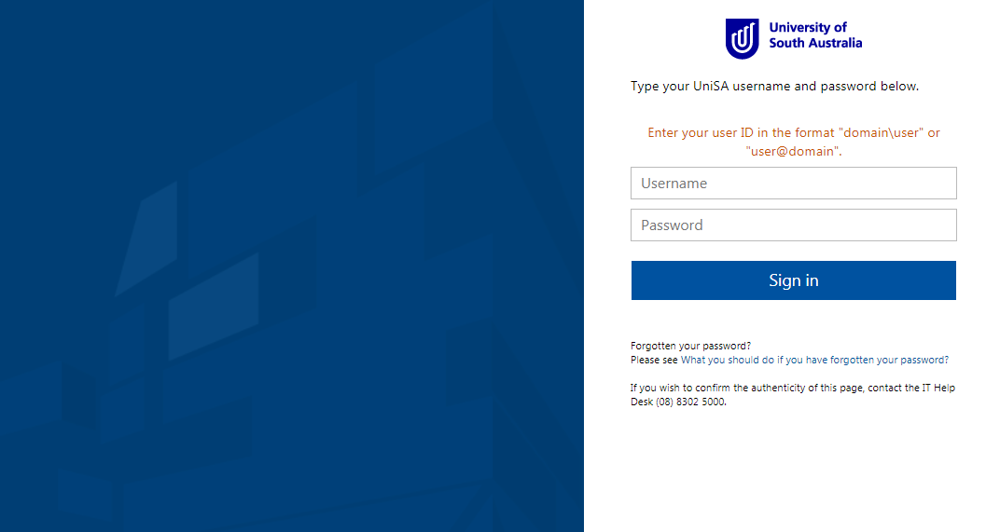 University of
South Australia
Type your UniSA username and password below.
Enter your user ID in the format "domain\user" or
"user@domain".
Username
Password
Sign in
Forgotten your password?
Please see What you should do if you have forgotten your password?
If you wish to confirm the authenticity of this page, contact the IT Help
Desk (08) 8302 5000.